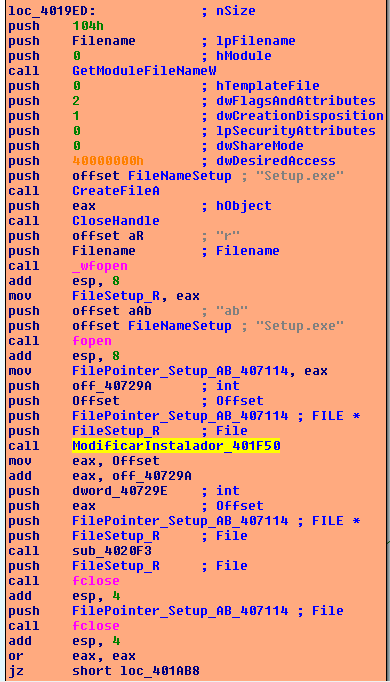 loc_4019ED: ; nSize
push 104h
push Filename ; lpFilename
push 0 ; hModule
call GetModuleFileNameW
push 0 ; hTemplateFile
push 2 ; dwFlagsAndAttributes
push 1 ; dwCreationDisposition
push 0 ; lpSecurityAttributes
push 0 ; dwShareMode
push 40000000h ; dwDesiredAccess
push offset FileNameSetup ; "Setup.exe"
call CreateFileA
push eax ; hObject
call CloseHandle
push offset aR ; "r"
push Filename ; Filename
call _wfopen
add esp, 8
mov FileSetup_R, eax
push offset aAb ; "ab"
push offset FileNameSetup ; "Setup.exe"
call fopen
add esp, 8
mov FilePointer_Setup_AB_407114, eax
push off_40729A ; int
push Offset ; Offset
push FilePointer_Setup_AB_407114 ; FILE *
push FileSetup_R ; File
call ModificarInstalador_401F50
mov eax, Offset
add eax, off_40729A
push dword_40729E ; int
push eax ; Offset
push FilePointer_Setup_AB_407114 ; FILE *
push FileSetup_R ; File
call sub_4020F3
push FileSetup_R ; File
call fclose
add esp, 4
push FilePointer_Setup_AB_407114 ; File
call fclose
add esp, 4
or eax, eax
jz short loc_401AB8